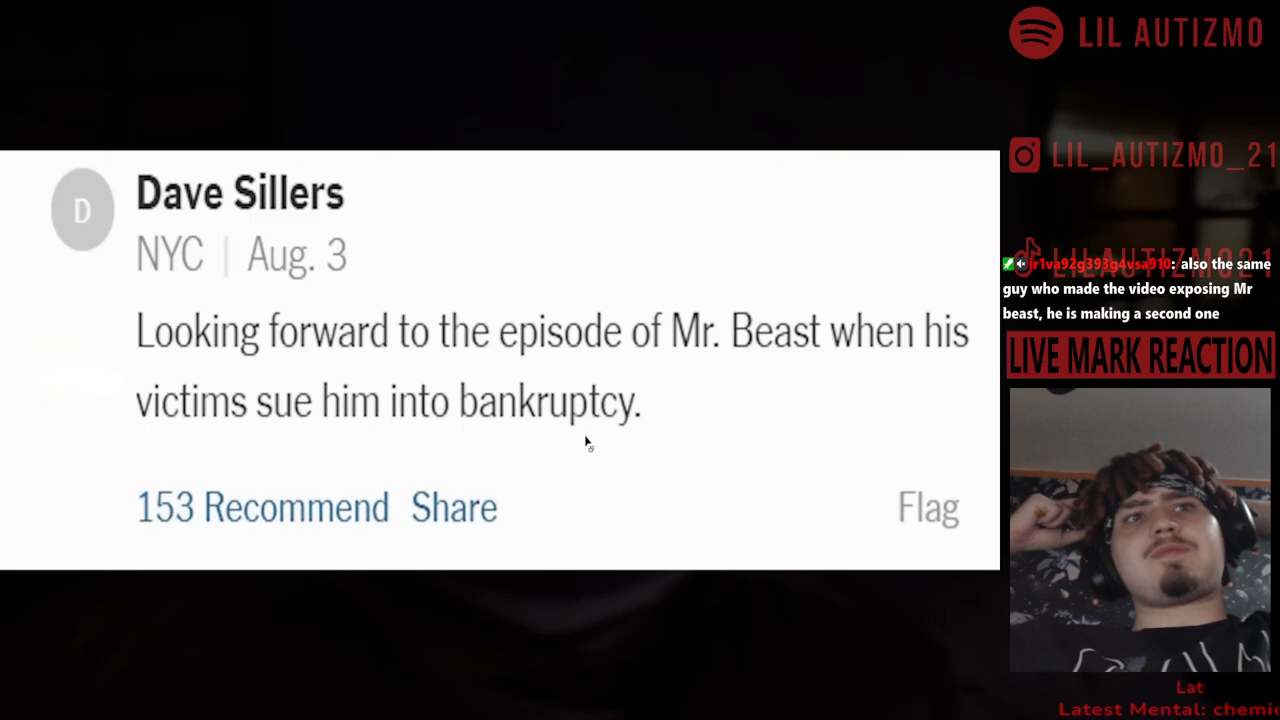 D
Dave Sillers
NYC | Aug. 3
Looking forward to the episode of Mr. Beast when his
victims sue him into bankruptcy.
153 Recommend Share
Flag
LIL AUTIZMO
LIL_AUTIZMO_21
LILAUTIZMO21
ir1va92g393g4vsa910: also the same
guy who made the video exposing Mr
beast, he is making a second one
LIVE MARK REACTION
Lat
Latest Mental: chemi